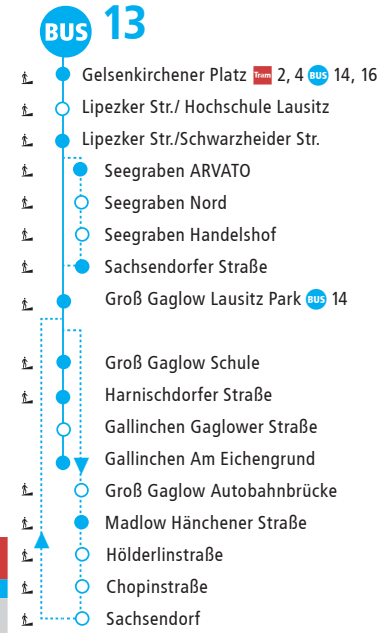 BUS 13
Gelsenkirchener Platz Tram 2, 4 BUS 14, 16
Lipezker Str./ Hochschule Lausitz
Lipezker Str./Schwarzheider Str.
Seegraben ARVATO
Seegraben Nord
Seegraben Handelshof
Sachsendorfer Straße
Groß Gaglow Lausitz Park BUS 14
Groß Gaglow Schule
Harnischdorfer Straße
Gallinchen Gaglower Straße
Gallinchen Am Eichengrund
Groß Gaglow Autobahnbrücke
Madlow Hänchener Straße
Hölderlinstraße
Chopinstraße
Sachsendorf